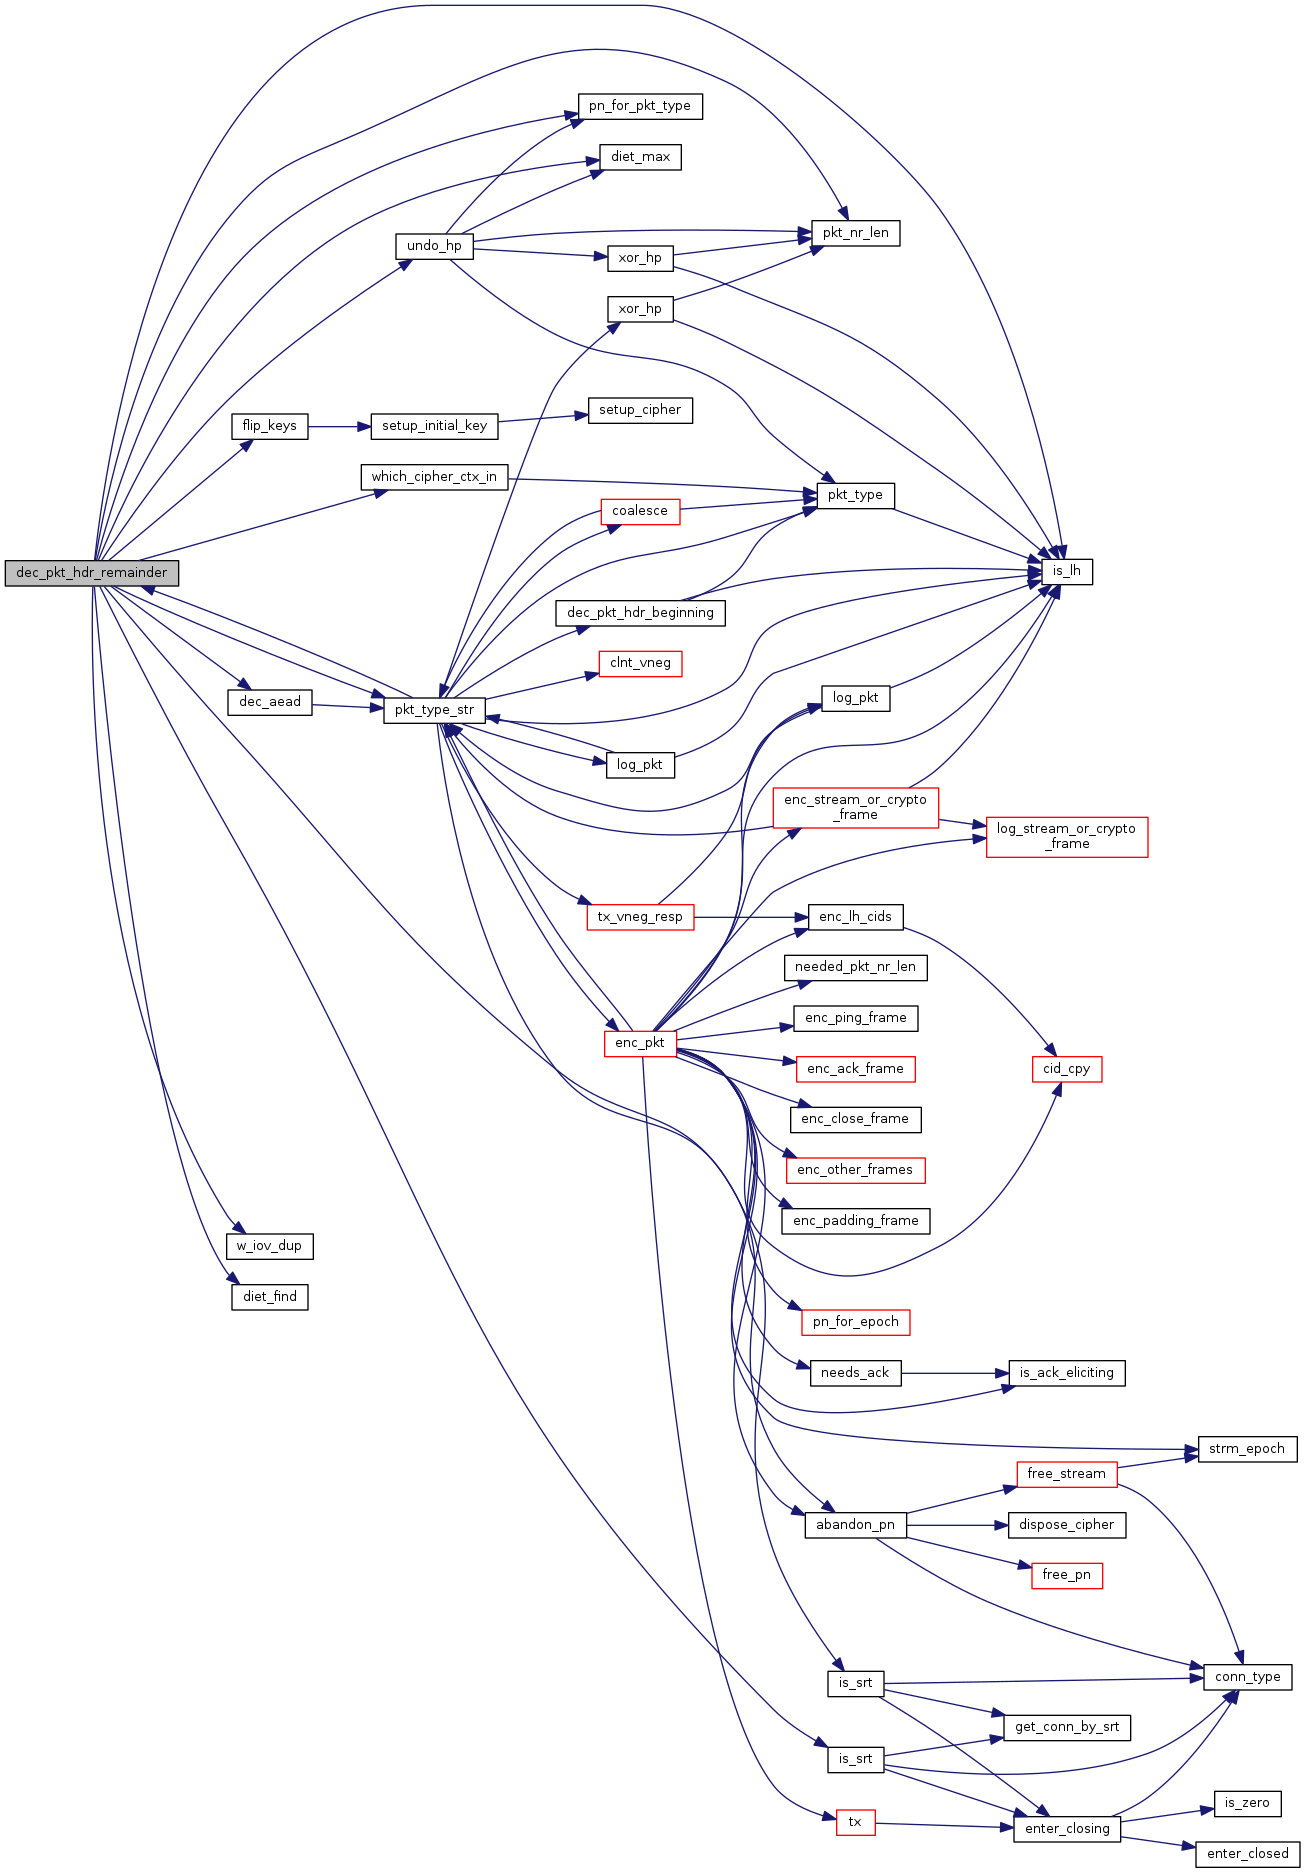 pn_for_pkt_type
diet_max
pkt_nr_len
undo_hp
xor_hp
xor_hp
setup_cipher
flip_keys
setup_initial_key
which_cipher_ctx_in
pkt_type
coalesce
dec_pkt_hdr_remainder
is_lh
dec_pkt_hdr_beginning
clnt_vneg
dec_aead
log_pkt
pkt_type_str
log_pkt
enc_stream_or_crypto
_frame
log_stream_or_crypto
_frame
tx_vneg_resp
enc_lh_cids
needed_pkt_nr_len
enc_ping_frame
enc_pkt
enc_ack_frame
cid_cpy
enc_close_frame
enc_other_frames
enc_padding_frame
w_iov_dup
diet_find
pn_for_epoch
needs_ack
is_ack_eliciting
strm_epoch
free_stream
abandon_pn
dispose_cipher
free_pn
conn_type
is_srt
get_conn_by_srt
is_srt
is_zero
tx
enter_closing
enter_closed